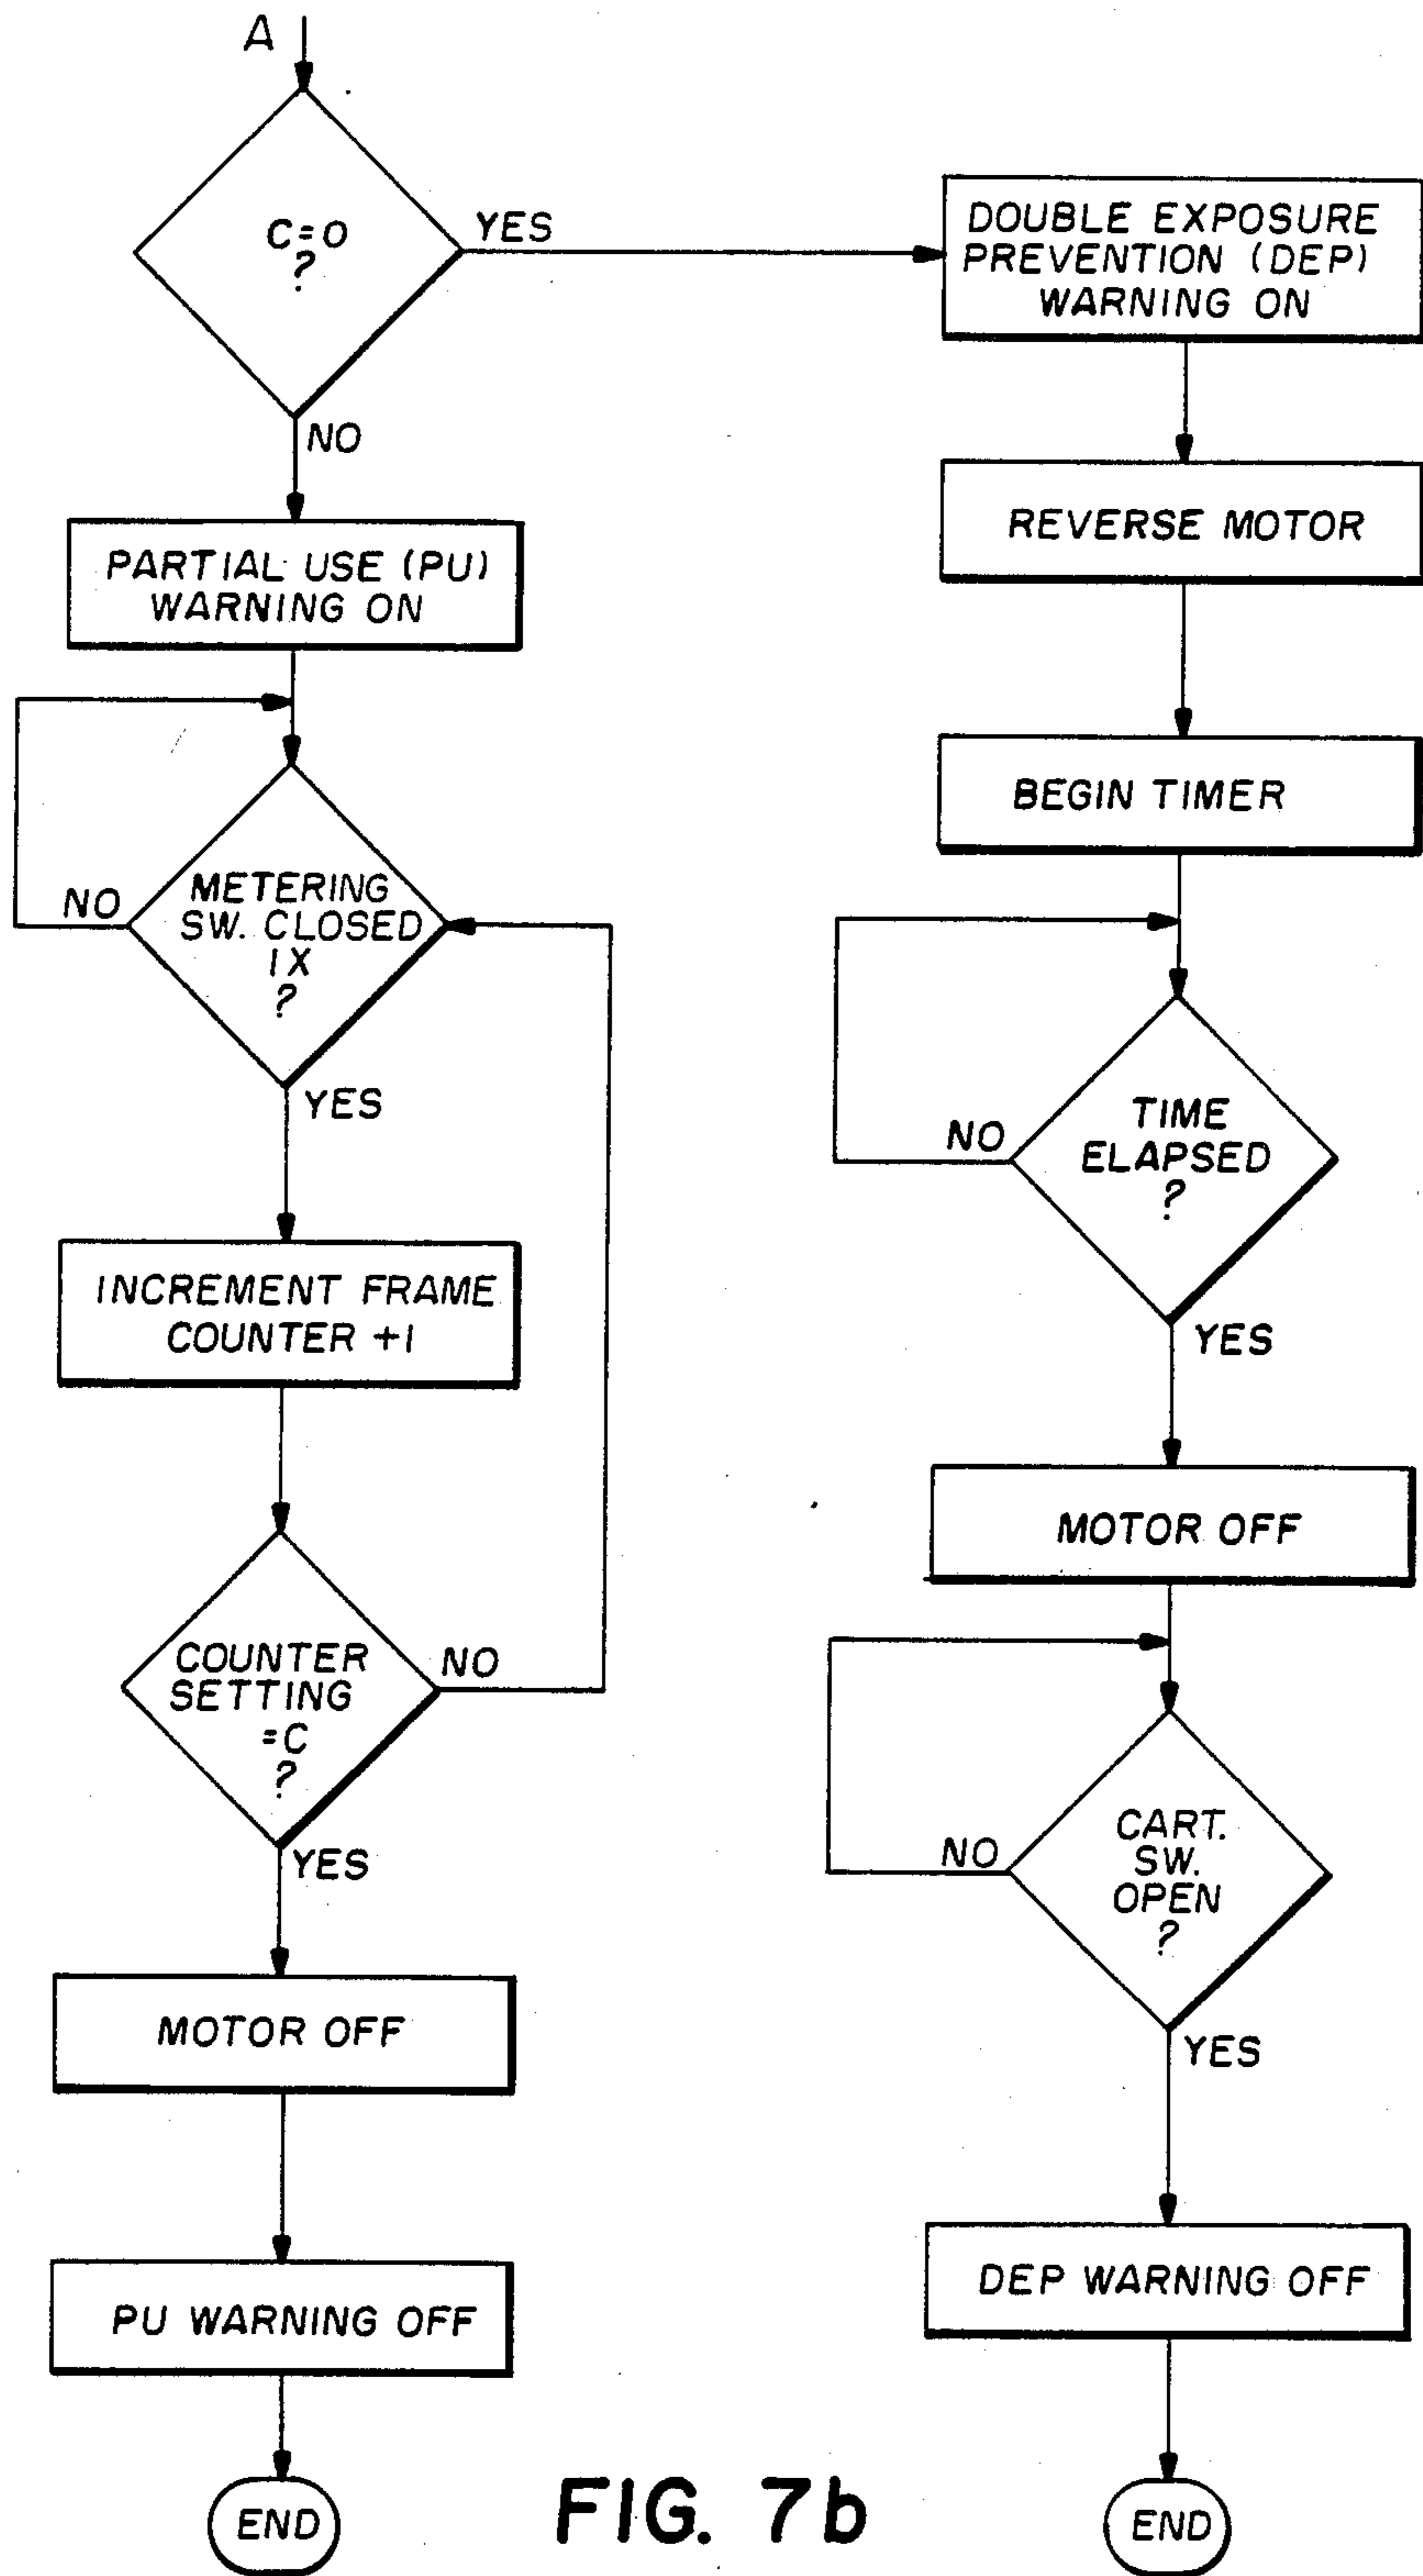 A
C=0
?
YES
NO
PARTIAL USE (PU)
WARNING ON
METERING
SW. CLOSED
1X
?
NO
YES
INCREMENT FRAME
COUNTER +1
COUNTER
SETTING
=C
?
NO
YES
MOTOR OFF
PU WARNING OFF
END
DOUBLE EXPOSURE
PREVENTION (DEP)
WARNING ON
REVERSE MOTOR
BEGIN TIMER
TIME
ELAPSED
?
NO
YES
MOTOR OFF
CART.
SW.
OPEN
?
NO
YES
DEP WARNING OFF
END
FIG. 7b